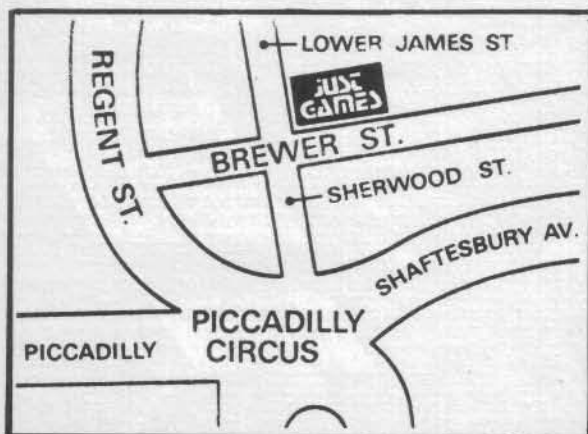 LOWER JAMES ST
JUST
GAMES
REGENT ST.
BREWER ST.
SHERWOOD ST.
SHAFTESBURY AV.
PICCADILLY
CIRCUS
PICCADILLY